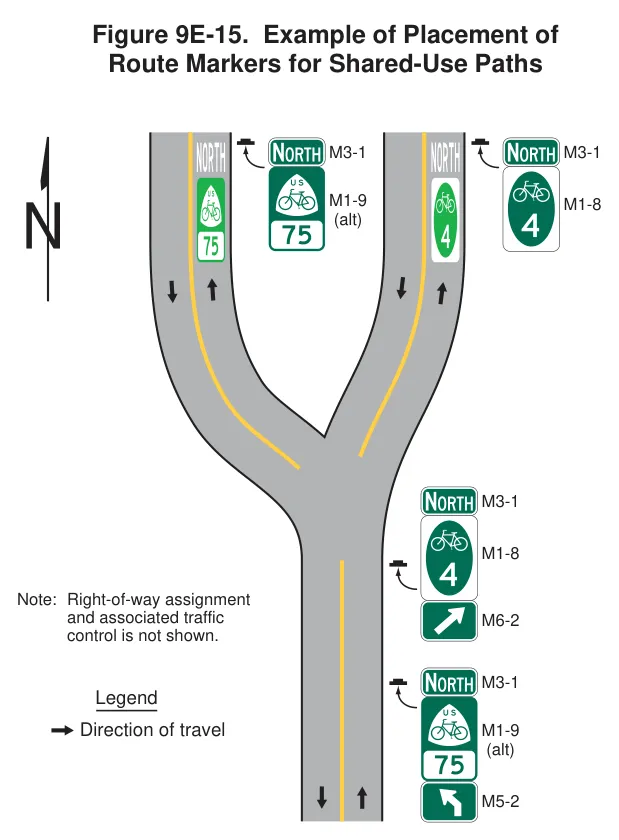 Figure 9E-15.  Example of Placement of
Route Markers for Shared-Use Paths
N
NORTH
US
75
NORTH
M3-1
US
75
M1-9
(alt)
NORTH
4
NORTH
M3-1
4
M1-8
NORTH
M3-1
4
M1-8
M6-2
NORTH
M3-1
US
75
M1-9
(alt)
M5-2
Note:  Right-of-way assignment
and associated traffic
control is not shown.
Legend
Direction of travel